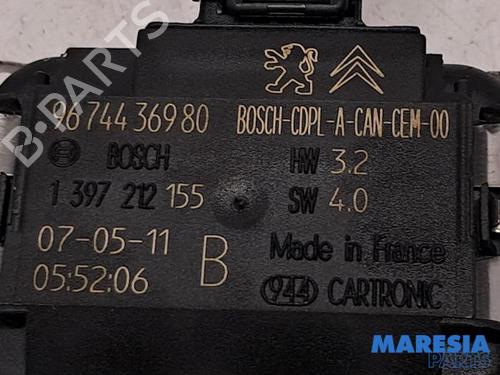 9674436980 BOSCH-CDPL-A-CAN-CEM-00
BOSCH HW 3.2
1 397 212 155 SW 4.0
07-05-11 B Made in France
05:52:06 944 CARTRONIC
B-PARTS
MARESIA
PARTS